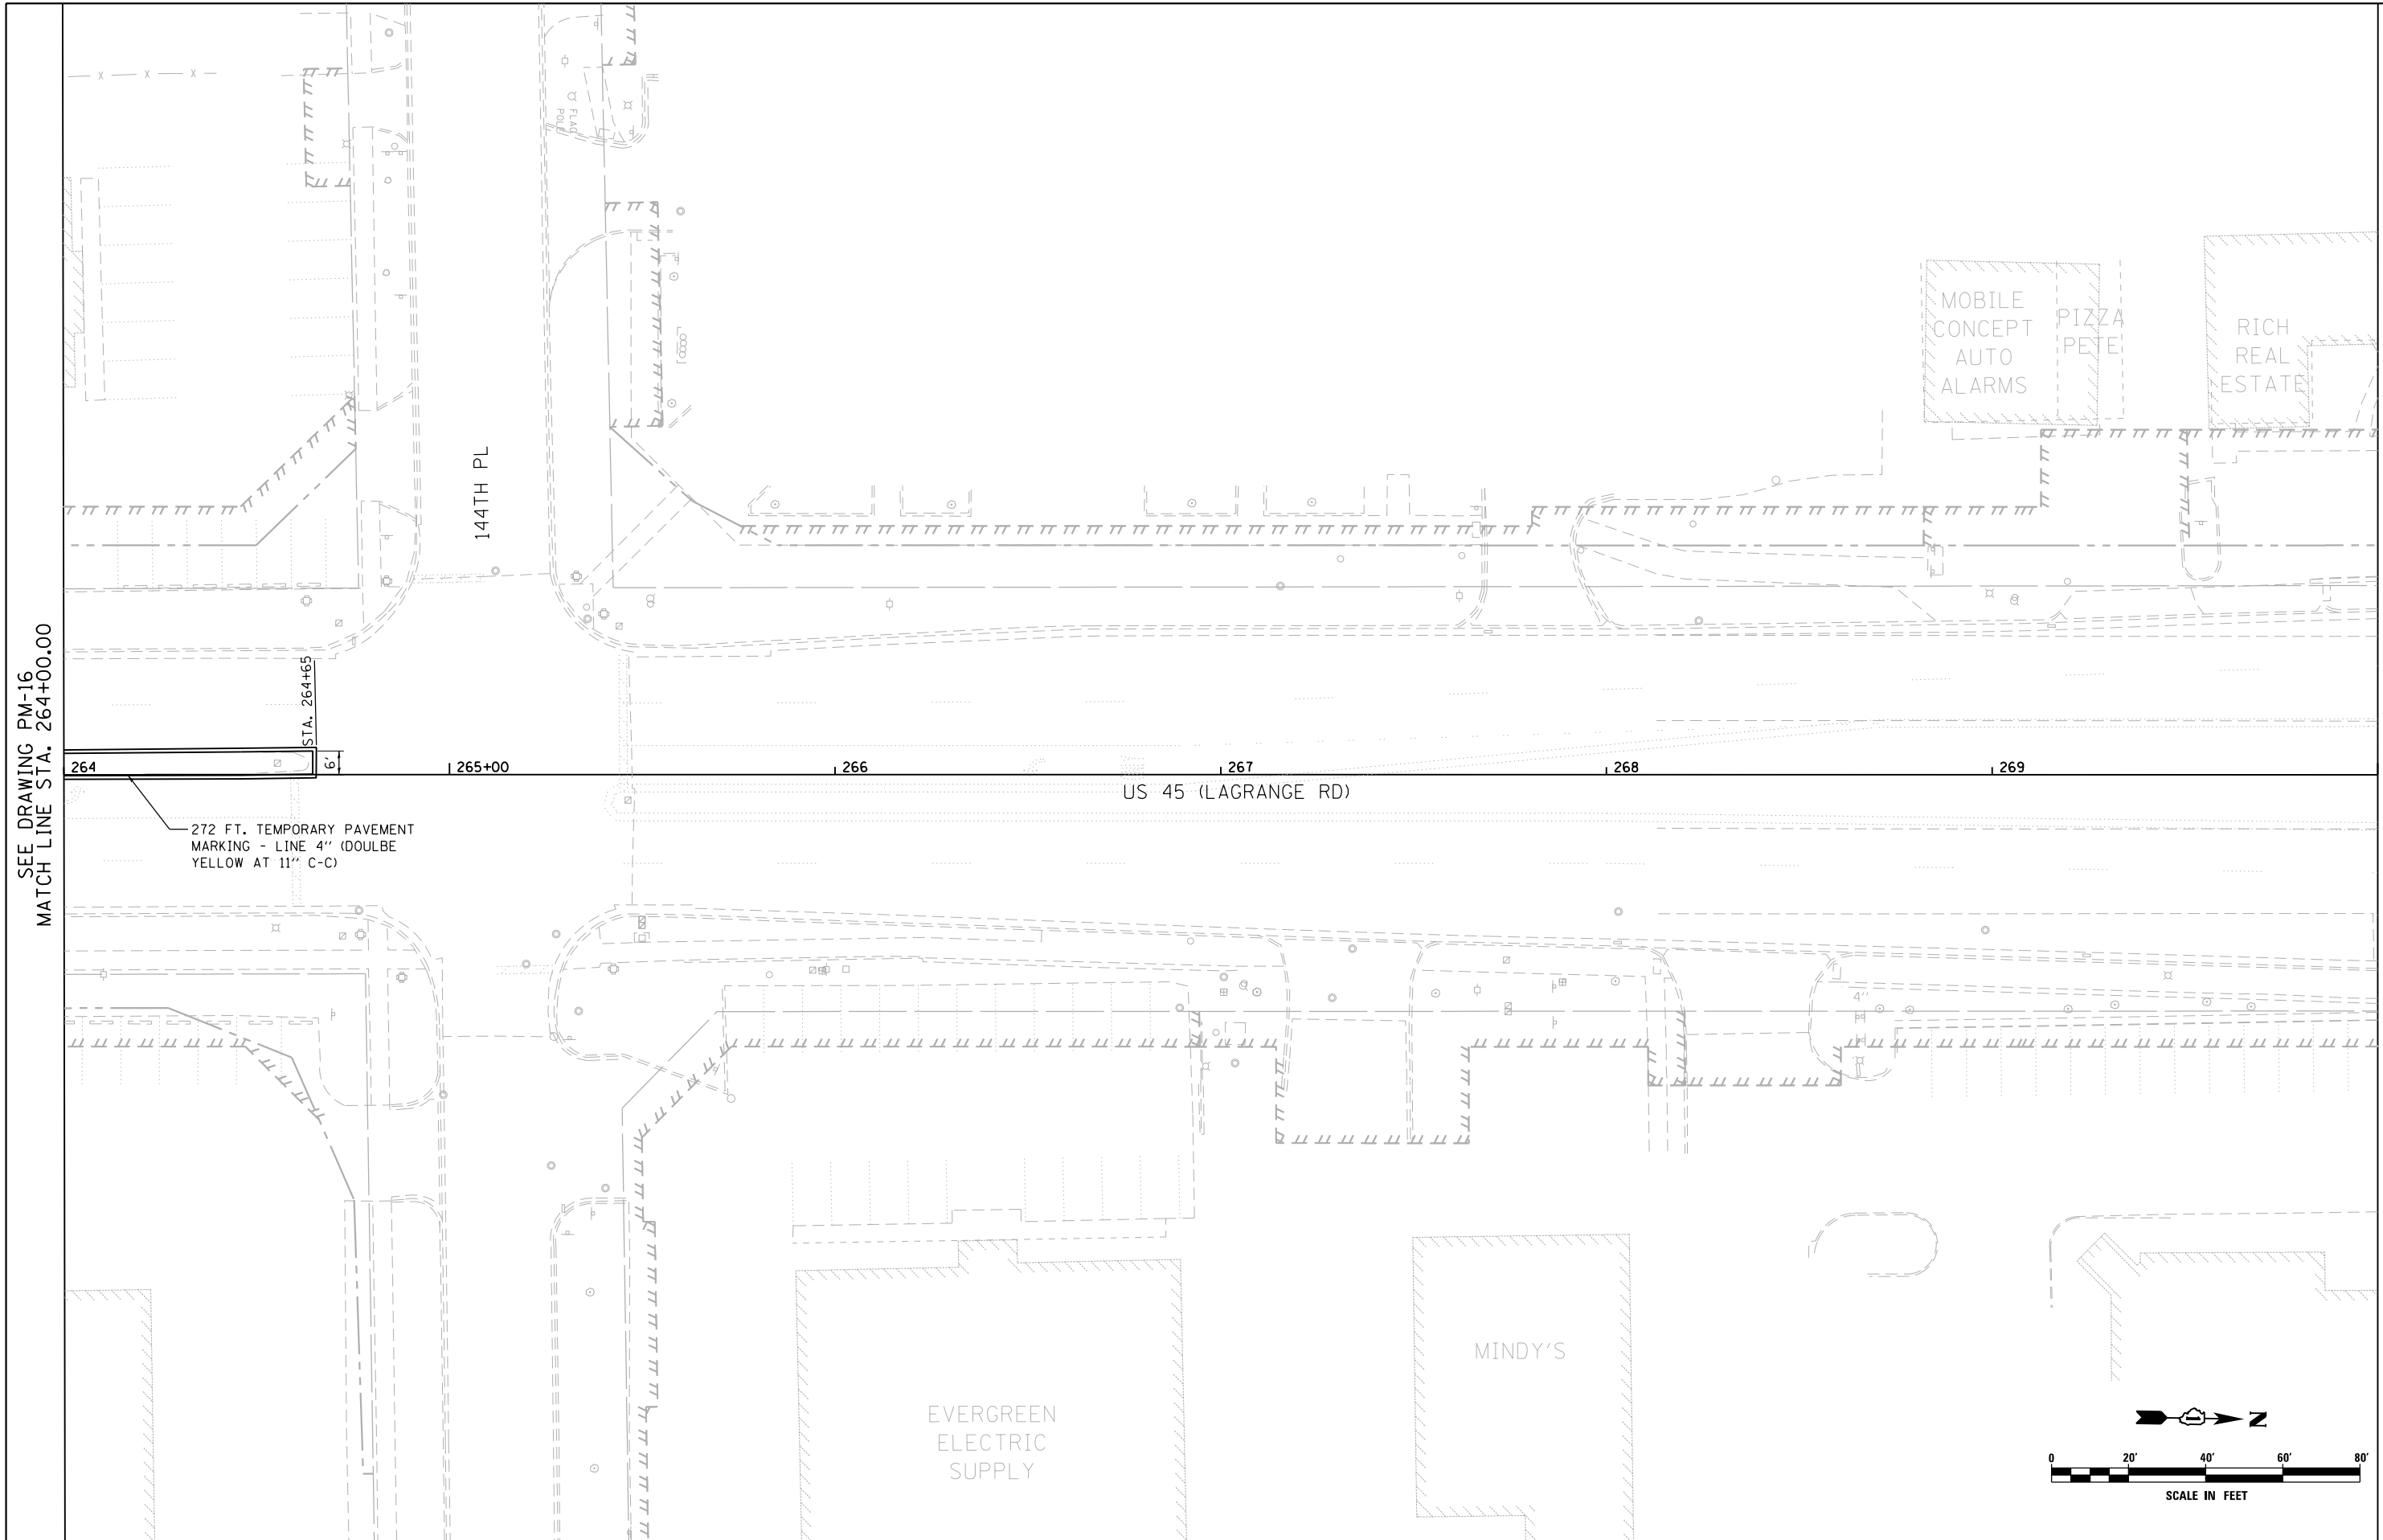 FLAG
POLE
MOBILE
CONCEPT
AUTO
ALARMS
PIZZA
PETE
RICH
REAL
ESTATE
144TH PL
SEE DRAWING PM-16
MATCH LINE STA. 264+00.00
STA. 264+65
6'
264
265+00
266
267
268
269
US 45 (LAGRANGE RD)
272 FT. TEMPORARY PAVEMENT
MARKING - LINE 4'' (DOULBE
YELLOW AT 11'' C-C)
4''
MINDY'S
EVERGREEN
ELECTRIC
SUPPLY
N
0 20' 40' 60' 80'
SCALE IN FEET